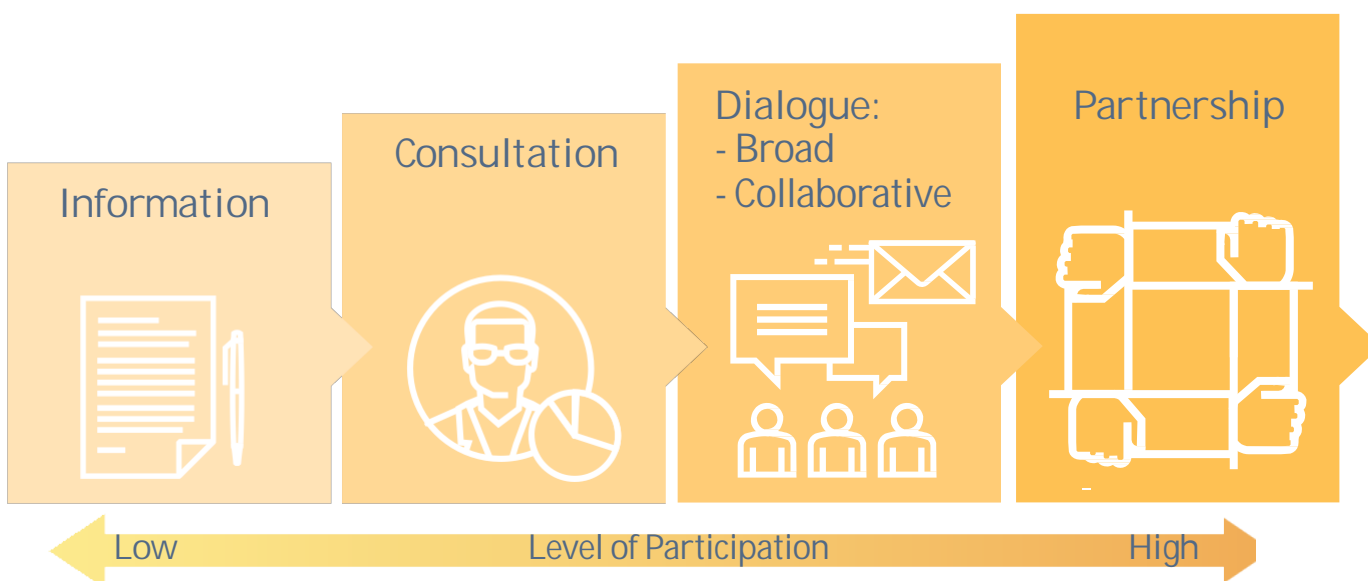 Information
Consultation
Dialogue:
- Broad
- Collaborative
Partnership
Low
Level of Participation
High